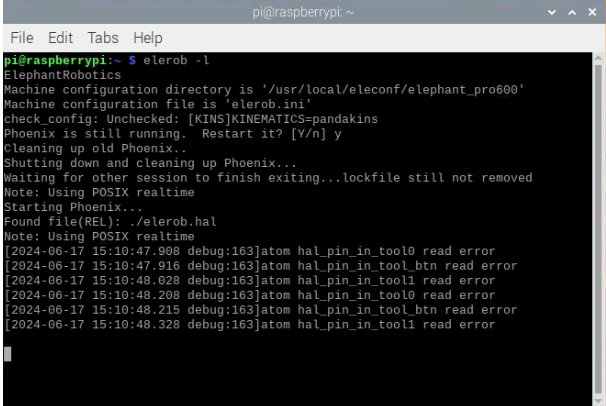 pi@raspberrypi: ~
File Edit Tabs Help
pi@raspberrypi:~ $ elerob -l
ElephantRobotics
Machine configuration directory is '/usr/local/eleconf/elephant_pro600'
Machine configuration file is 'elerob.ini'
check_config: Unchecked: [KINS]KINEMATICS=pandakins
Phoenix is still running.  Restart it? [Y/n] y
Cleaning up old Phoenix..
Shutting down and cleaning up Phoenix...
Waiting for other session to finish exiting...lockfile still not removed
Note: Using POSIX realtime
Starting Phoenix...
Found file(REL): ./elerob.hal
Note: Using POSIX realtime
[2024-06-17 15:10:47.908 debug:163]atom hal_pin_in_tool0 read error
[2024-06-17 15:10:47.916 debug:163]atom hal_pin_in_tool_btn read error
[2024-06-17 15:10:48.028 debug:163]atom hal_pin_in_tool1 read error
[2024-06-17 15:10:48.208 debug:163]atom hal_pin_in_tool0 read error
[2024-06-17 15:10:48.215 debug:163]atom hal_pin_in_tool_btn read error
[2024-06-17 15:10:48.328 debug:163]atom hal_pin_in_tool1 read error